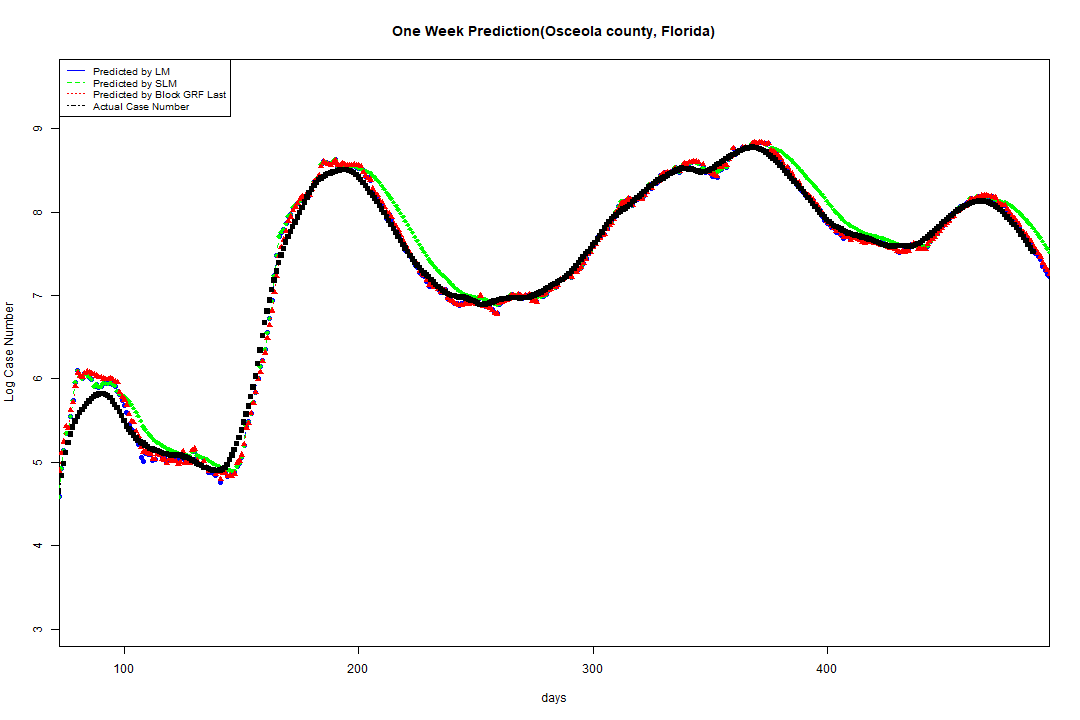 One Week Prediction(Osceola county, Florida)
Predicted by LM
Predicted by SLM
Predicted by Block GRF Last
Actual Case Number
9
8
7
6
5
4
3
Log Case Number
100 200 300 400
days